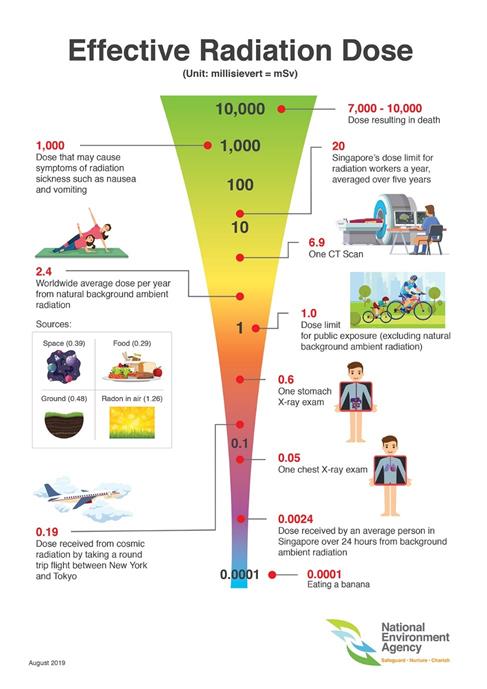 Effective Radiation Dose
(Unit: millisievert = mSv)
10,000
7,000 - 10,000
Dose resulting in death
1,000
Dose that may cause
symptoms of radiation
sickness such as nausea
and vomiting
1,000
20
Singapore's dose limit for
radiation workers a year,
averaged over five years
100
10
6.9
One CT Scan
2.4
Worldwide average dose per year
from natural background ambient
radiation
Sources:
Space (0.39)
Food (0.29)
Ground (0.48)
Radon in air (1.26)
1
1.0
Dose limit
for public exposure (excluding natural
background ambient radiation)
0.6
One stomach
X-ray exam
0.1
0.05
One chest X-ray exam
0.19
Dose received from cosmic
radiation by taking a round
trip flight between New York
and Tokyo
0.0024
Dose received by an average person in
Singapore over 24 hours from background
ambient radiation
0.0001
0.0001
Eating a banana
National
Environment
Agency
Safeguard • Nurture • Cherish
August 2019